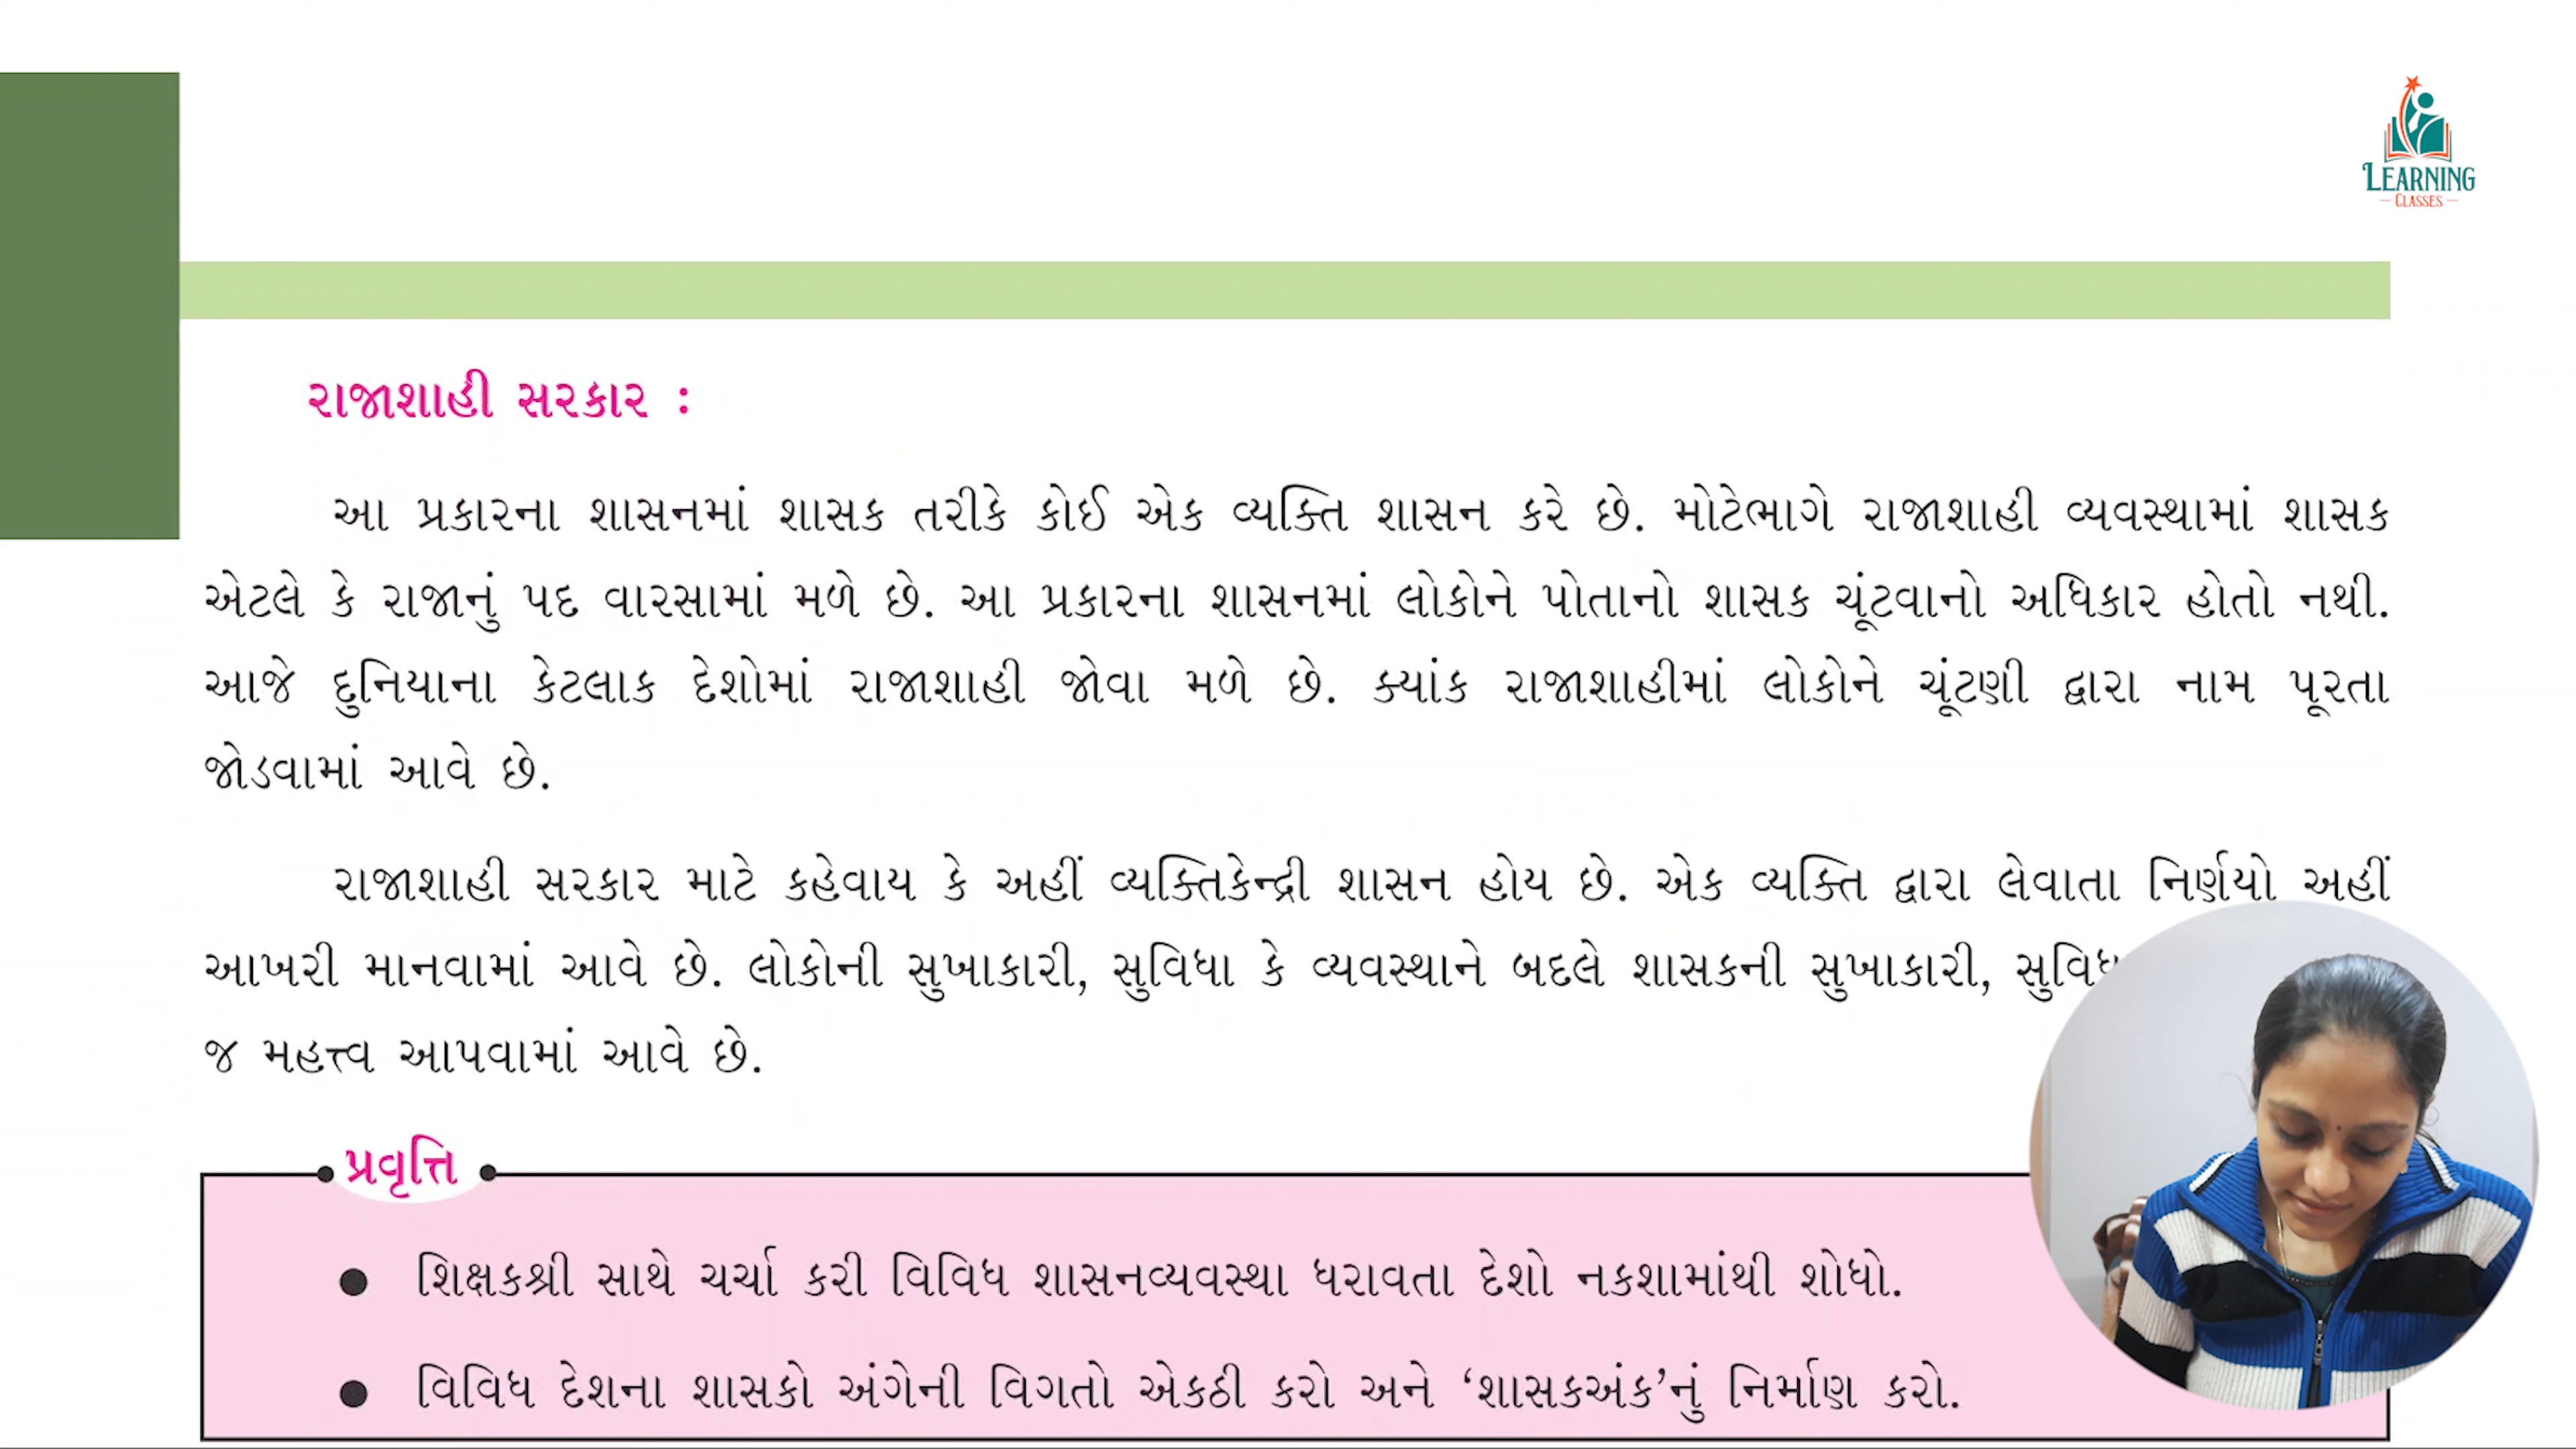 LEARNING
CLASSES
રાજાશાહી સરકાર :
આ પ્રકારના શાસનમાં શાસક તરીકે કોઈ એક વ્યક્તિ શાસન કરે છે. મોટેભાગે રાજાશાહી વ્યવસ્થામાં શાસક
એટલે કે રાજાનું પદ વારસામાં મળે છે. આ પ્રકારના શાસનમાં લોકોને પોતાનો શાસક ચૂંટવાનો અધિકાર હોતો નથી.
આજે દુનિયાના કેટલાક દેશોમાં રાજાશાહી જોવા મળે છે. ક્યાંક રાજાશાહીમાં લોકોને ચૂંટણી દ્વારા નામ પૂરતા
જોડવામાં આવે છે.
રાજાશાહી સરકાર માટે કહેવાય કે અહીં વ્યક્તિકેન્દ્રી શાસન હોય છે. એક વ્યક્તિ દ્વારા લેવાતા નિર્ણયો અહીં
આખરી માનવામાં આવે છે. લોકોની સુખાકારી, સુવિધા કે વ્યવસ્થાને બદલે શાસકની સુખાકારી,
જ મહત્ત્વ આપવામાં આવે છે.
પ્રવૃત્તિ
● શિક્ષકશ્રી સાથે ચર્ચા કરી વિવિધ શાસનવ્યવસ્થા ધરાવતા દેશો નકશામાંથી શોધો.
● વિવિધ દેશના શાસકો અંગેની વિગતો એકઠી કરો અને ‘શાસકઅંક’નું નિર્માણ કરો.